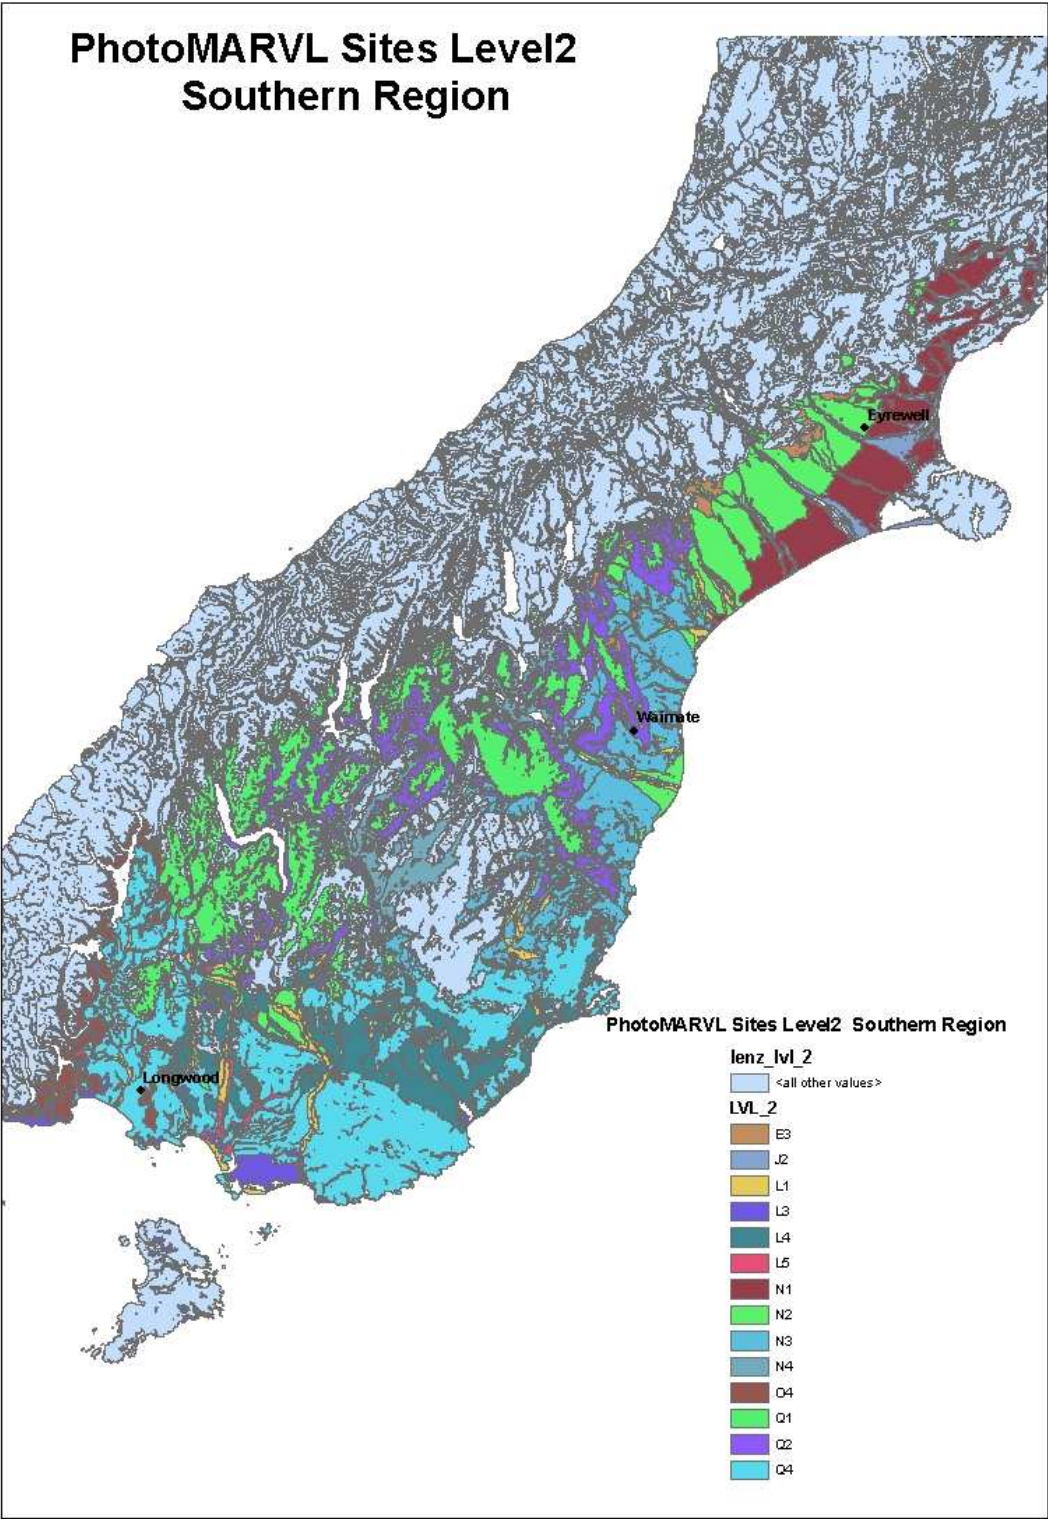 PhotoMARVL Sites Level2
Southern Region
Eyrewell
Waimate
Longwood
PhotoMARVL Sites Level2 Southern Region
lenz_lvl_2
<all other values>
LVL_2
E3
J2
L1
L3
L4
L5
N1
N2
N3
N4
O4
Q1
Q2
Q4